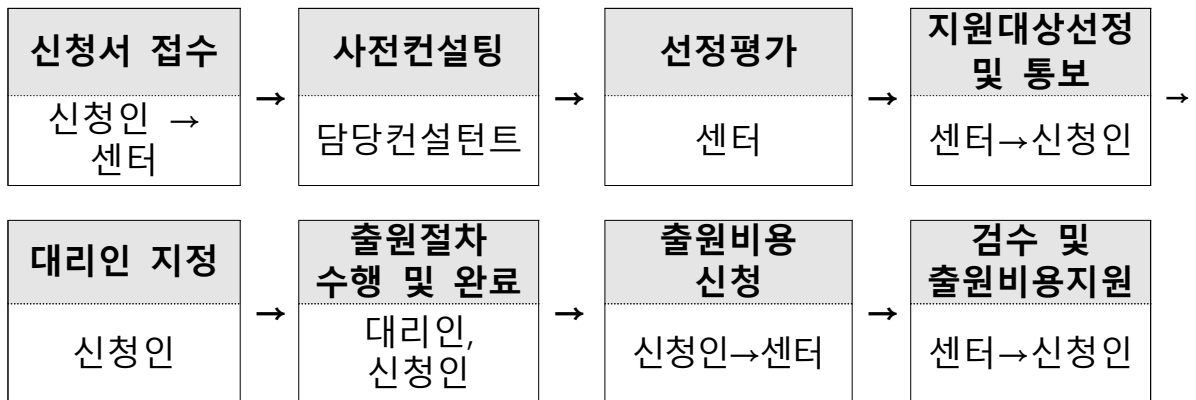 신청서 접수
신청인 →
센터
→
사전컨설팅
담당컨설턴트
→
선정평가
센터
→
지원대상선정
및 통보
센터→신청인
→
대리인 지정
신청인
→
출원절차
수행 및 완료
대리인,
신청인
→
출원비용
신청
신청인→센터
→
검수 및
출원비용지원
센터→신청인